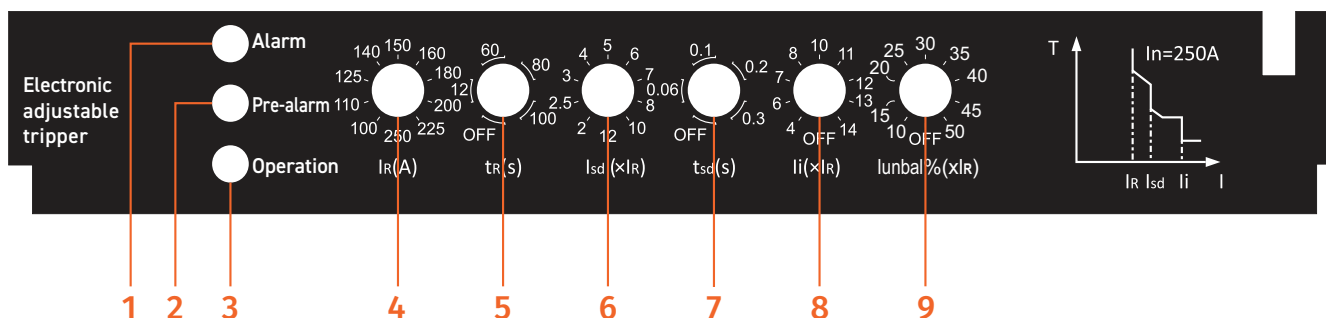 Electronic
adjustable
tripper
Alarm
Pre-alarm
Operation
100 110 125 140 150 160 180 200 225 250
IR(A)
12 60 80 100 OFF
tR(s)
2 2.5 3 4 5 6 7 8 10 12
Isd (×IR)
0.06 0.1 0.2 0.3 OFF
tsd(s)
4 6 7 8 10 11 12 13 14 OFF
Ii(×IR)
10 15 20 25 30 35 40 45 50 OFF
Iunbal%(xIR)
T
In=250A
IR Isd Ii I
1 2 3 4 5 6 7 8 9